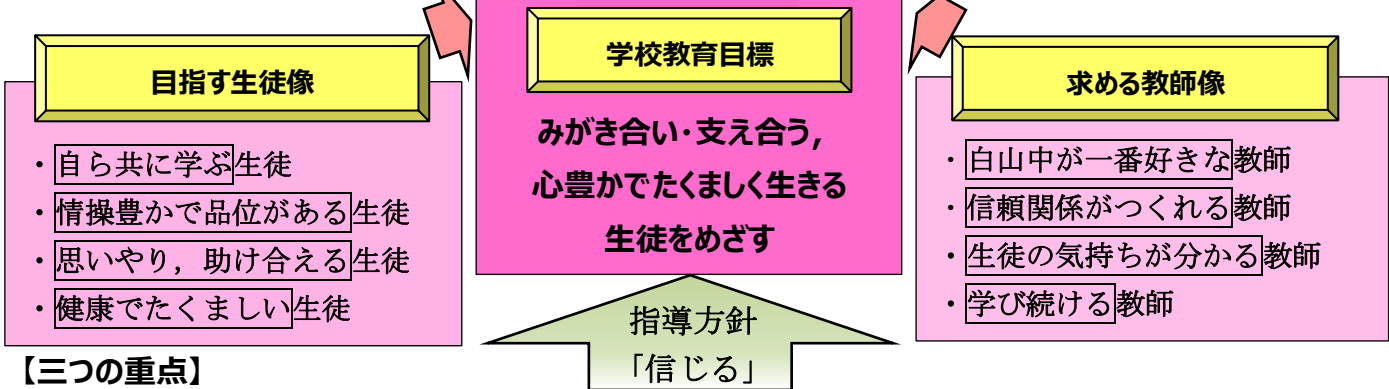 目指す生徒像
・自ら共に学ぶ生徒
・情操豊かで品位がある生徒
・思いやり，助け合える生徒
・健康でたくましい生徒
学校教育目標
みがき合い・支え合う，
心豊かでたくましく生きる
生徒をめざす
求める教師像
・白山中が一番好きな教師
・信頼関係がつくれる教師
・生徒の気持ちが分かる教師
・学び続ける教師
指導方針
「信じる」
【三つの重点】